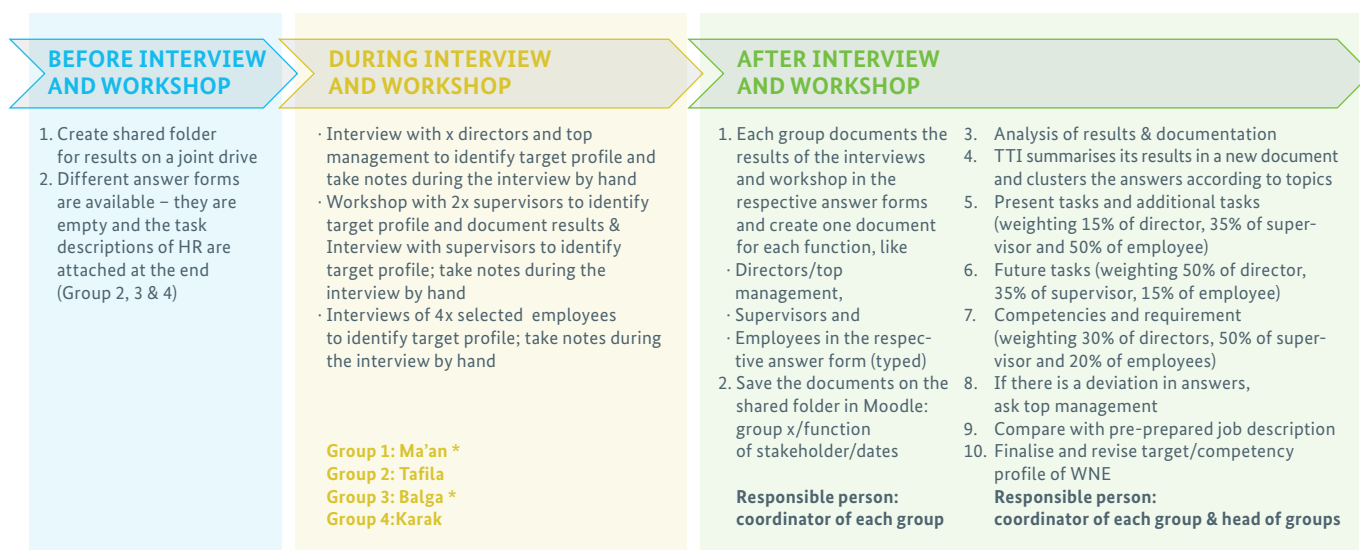 BEFORE INTERVIEW
AND WORKSHOP
1. Create shared folder
for results on a joint drive
2. Different answer forms
are available – they are
empty and the task
descriptions of HR are
attached at the end
(Group 2, 3 & 4)
DURING INTERVIEW
AND WORKSHOP
· Interview with x directors and top
management to identify target profile and
take notes during the interview by hand
· Workshop with 2x supervisors to identify
target profile and document results &
Interview with supervisors to identify
target profile; take notes during the
interview by hand
· Interviews of 4x selected employees
to identify target profile; take notes during
the interview by hand
Group 1: Ma’an *
Group 2: Tafila
Group 3: Balga *
Group 4:Karak
AFTER INTERVIEW
AND WORKSHOP
1. Each group documents the
results of the interviews
and workshop in the
respective answer forms
and create one document
for each function, like
· Directors/top
management,
· Supervisors and
· Employees in the respec-
tive answer form (typed)
2. Save the documents on the
shared folder in Moodle:
group x/function
of stakeholder/dates
Responsible person:
coordinator of each group
3. Analysis of results & documentation
4. TTI summarises its results in a new document
and clusters the answers according to topics
5. Present tasks and additional tasks
(weighting 15% of director, 35% of super-
visor and 50% of employee)
6. Future tasks (weighting 50% of director,
35% of supervisor, 15% of employee)
7. Competencies and requirement
(weighting 30% of directors, 50% of super-
visor and 20% of employees)
8. If there is a deviation in answers,
ask top management
9. Compare with pre-prepared job description
10. Finalise and revise target/competency
profile of WNE
Responsible person:
coordinator of each group & head of groups